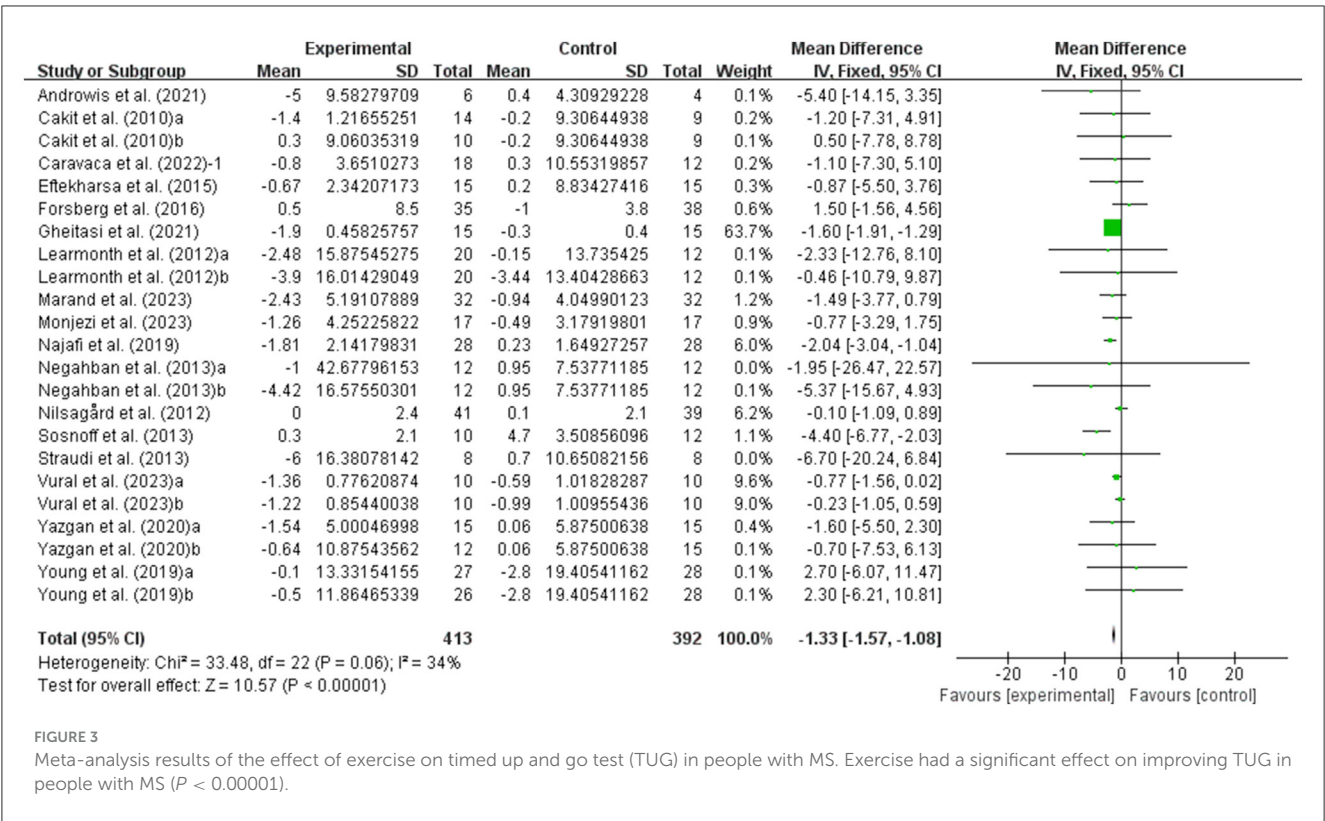 Experimental Control Mean Difference Mean Difference
Study or Subgroup Mean SD Total Mean SD Total Weight IV, Fixed, 95% CI IV, Fixed, 95% CI
Androwis et al. (2021) -5 9.58279709 6 0.4 4.30929228 4 0.1% -5.40 [-14.15, 3.35]
Cakit et al. (2010)a -1.4 1.21655251 14 -0.2 9.30644938 9 0.2% -1.20 [-7.31, 4.91]
Cakit et al. (2010)b 0.3 9.06035319 10 -0.2 9.30644938 9 0.1% 0.50 [-7.78, 8.78]
Caravaca et al. (2022)-1 -0.8 3.6510273 18 0.3 10.55319857 12 0.2% -1.10 [-7.30, 5.10]
Eftekharsa et al. (2015) -0.67 2.34207173 15 0.2 8.83427416 15 0.3% -0.87 [-5.50, 3.76]
Forsberg et al. (2016) 0.5 8.5 35 -1 3.8 38 0.6% 1.50 [-1.56, 4.56]
Gheitasi et al. (2021) -1.9 0.45825757 15 -0.3 0.4 15 63.7% -1.60 [-1.91, -1.29]
Learmonth et al. (2012)a -2.48 15.87545275 20 -0.15 13.735425 12 0.1% -2.33 [-12.76, 8.10]
Learmonth et al. (2012)b -3.9 16.01429049 20 -3.44 13.40428663 12 0.1% -0.46 [-10.79, 9.87]
Marand et al. (2023) -2.43 5.19107889 32 -0.94 4.04990123 32 1.2% -1.49 [-3.77, 0.79]
Monjezi et al. (2023) -1.26 4.25225822 17 -0.49 3.17919801 17 0.9% -0.77 [-3.29, 1.75]
Najafi et al. (2019) -1.81 2.14179831 28 0.23 1.64927257 28 6.0% -2.04 [-3.04, -1.04]
Negahban et al. (2013)a -1 42.67796153 12 0.95 7.53771185 12 0.0% -1.95 [-26.47, 22.57]
Negahban et al. (2013)b -4.42 16.57550301 12 0.95 7.53771185 12 0.1% -5.37 [-15.67, 4.93]
Nilsagård et al. (2012) 0 2.4 41 0.1 2.1 39 6.2% -0.10 [-1.09, 0.89]
Sosnoff et al. (2013) 0.3 2.1 10 4.7 3.50856096 12 1.1% -4.40 [-6.77, -2.03]
Straudi et al. (2013) -6 16.38078142 8 0.7 10.65082156 8 0.0% -6.70 [-20.24, 6.84]
Vural et al. (2023)a -1.36 0.77620874 10 -0.59 1.01828287 10 9.6% -0.77 [-1.56, 0.02]
Vural et al. (2023)b -1.22 0.85440038 10 -0.99 1.00955436 10 9.0% -0.23 [-1.05, 0.59]
Yazgan et al. (2020)a -1.54 5.00046998 15 0.06 5.87500638 15 0.4% -1.60 [-5.50, 2.30]
Yazgan et al. (2020)b -0.64 10.87543562 12 0.06 5.87500638 15 0.1% -0.70 [-7.53, 6.13]
Young et al. (2019)a -0.1 13.33154155 27 -2.8 19.40541162 28 0.1% 2.70 [-6.07, 11.47]
Young et al. (2019)b -0.5 11.86465339 26 -2.8 19.40541162 28 0.1% 2.30 [-6.21, 10.81]
Total (95% CI) 413 392 100.0% -1.33 [-1.57, -1.08]
Heterogeneity: Chi² = 33.48, df = 22 (P = 0.06); I² = 34%
Test for overall effect: Z = 10.57 (P < 0.00001)
-20 -10 0 10 20
Favours [experimental] Favours [control]
FIGURE 3
Meta-analysis results of the effect of exercise on timed up and go test (TUG) in people with MS. Exercise had a significant effect on improving TUG in
people with MS (P < 0.00001).